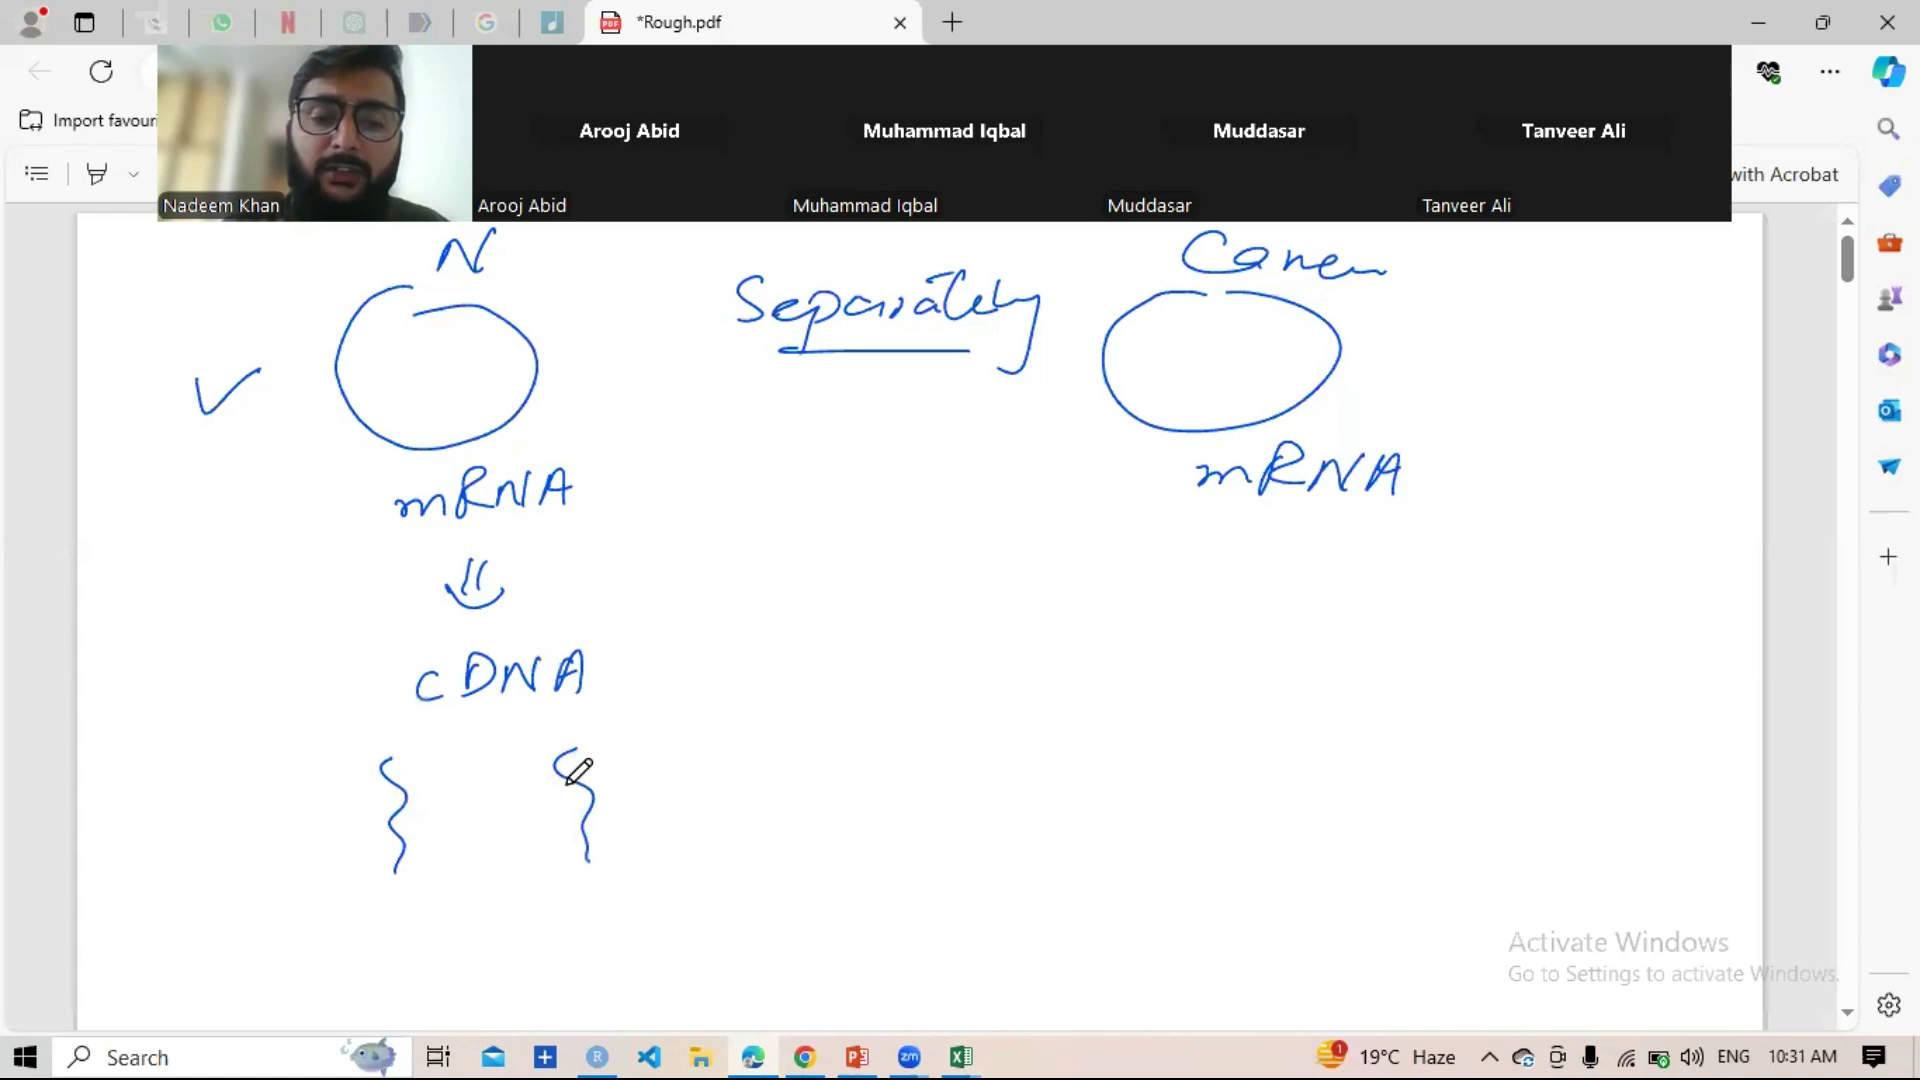 *Rough.pdf
Import favour
Arooj Abid
Muhammad Iqbal
Muddasar
Tanveer Ali
with Acrobat
Nadeem Khan
Arooj Abid
Muhammad Iqbal
Muddasar
Tanveer Ali
N
Separately
Cancer
mRNA
mRNA
cDNA
Activate Windows
Go to Settings to activate Windows.
Search
1
19°C Haze
ENG
10:31 AM